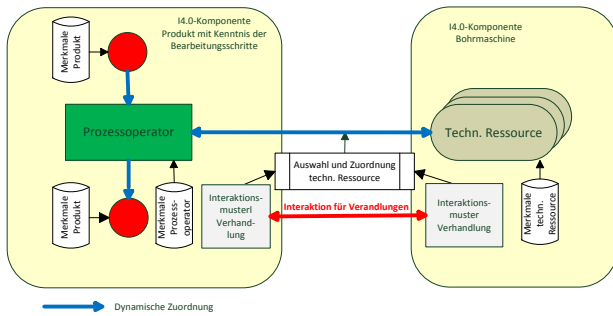 I4.0-Komponente
Produkt mit Kenntnis der
Bearbeitungsschritte
I4.0-Komponente
Bohrmaschine
Merkmale
Produkt
Prozessoperator
Techn. Ressource
Auswahl und Zuordnung
techn. Ressource
Merkmale
Produkt
Merkmale
Prozess-
operator
Interaktions-
musterl
Verhand-
lung
Interaktion für Verandlungen
Interaktions-
muster
Verhandlung
Merkmale
techn.
Ressource
Dynamische Zuordnung